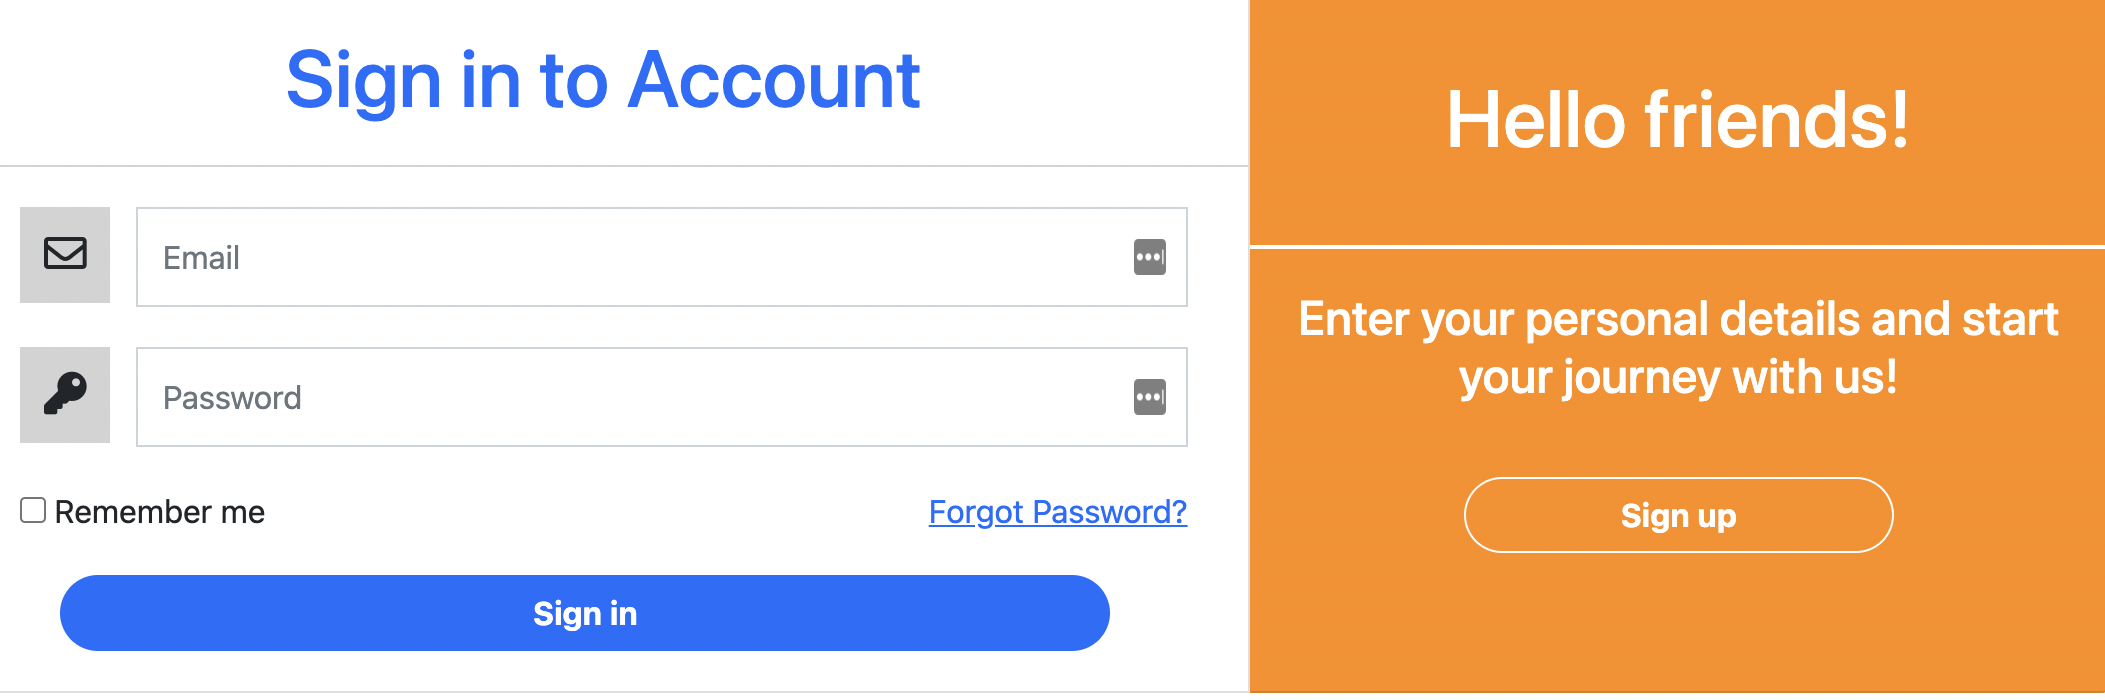 Sign in to Account
Email
Password
Remember me
Forgot Password?
Sign in
Hello friends!
Enter your personal details and start
your journey with us!
Sign up